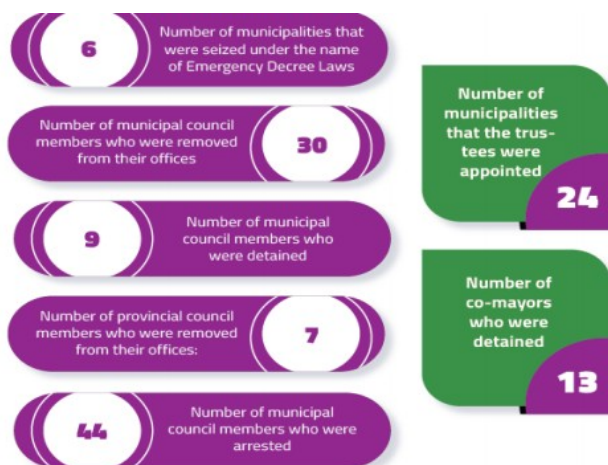 6
Number of municipalities that
were seized under the name
of Emergency Decree Laws
Number of municipal council
members who were removed
from their offices
30
9
Number of municipal
council members who
were detained
Number of provincial council
members who were removed
from their offices:
7
44
Number of municipal
council members who were
arrested
Number of
municipalities
that the trus-
tees were
appointed
24
Number of
co-mayors
who were
detained
13